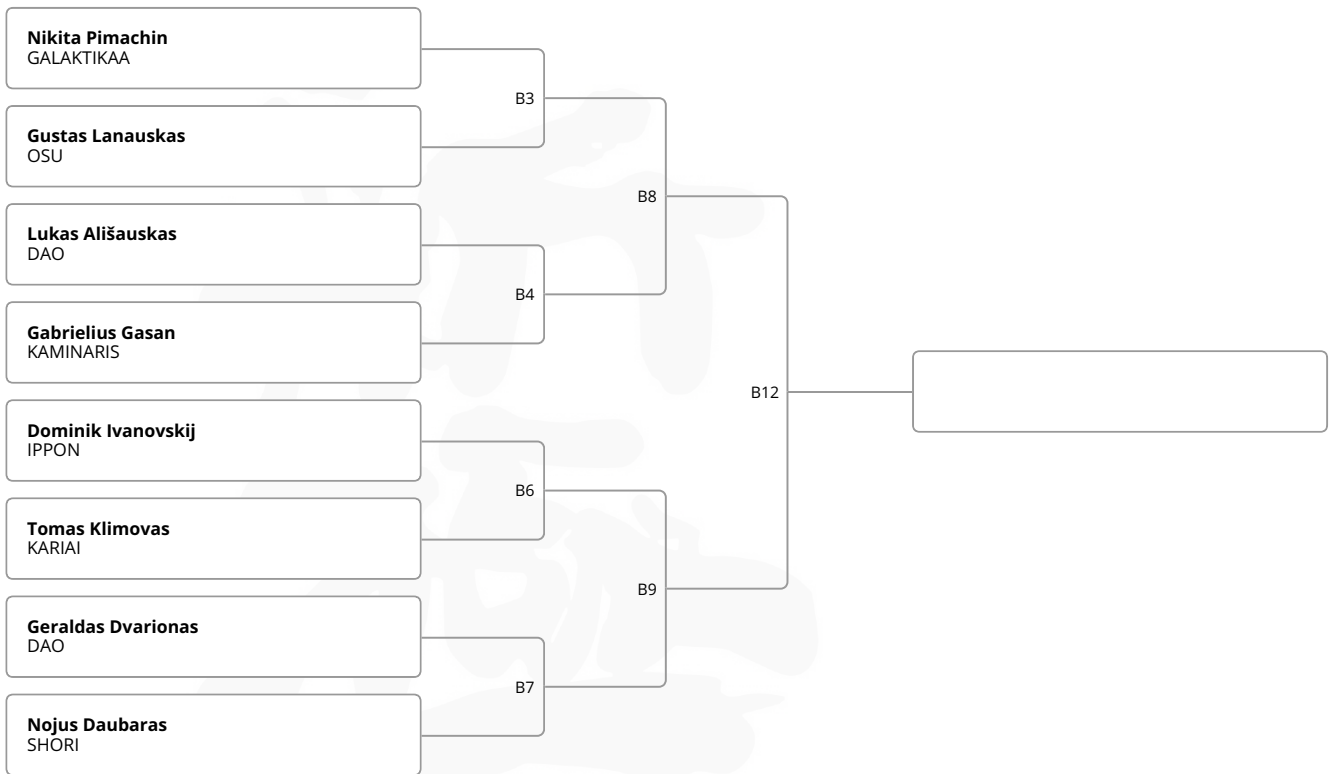 Nikita Pimachin
GALAKTIKAA
B3
Gustas Lanauskas
OSU
B8
Lukas Ališauskas
DAO
B4
Gabrielius Gasan
KAMINARIS
B12
Dominik Ivanovskij
IPPON
B6
Tomas Klimovas
KARIAI
B9
Geraldas Dvarionas
DAO
B7
Nojus Daubaras
SHORI